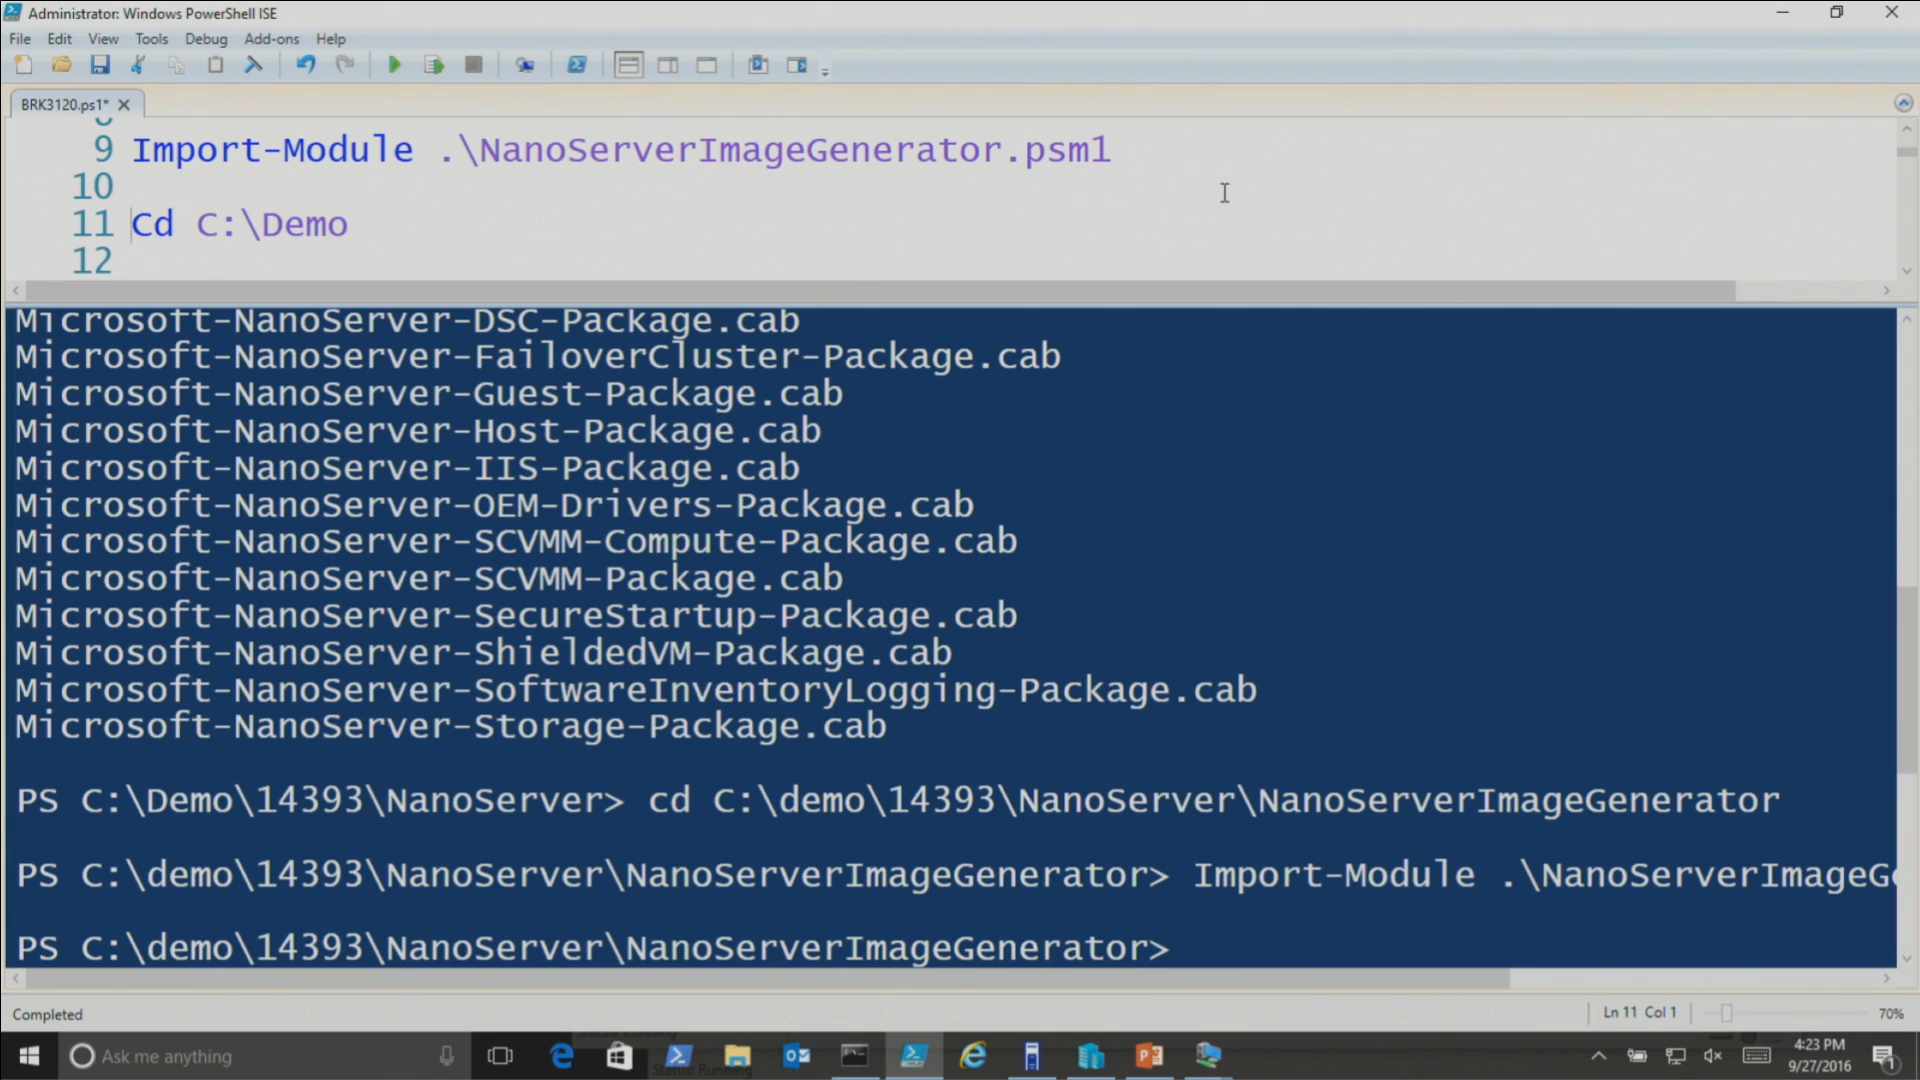 Administrator: Windows PowerShell ISE
File Edit View Tools Debug Add-ons Help
BRK3120.ps1*
9 Import-Module .\NanoServerImageGenerator.psm1
10
11 Cd C:\Demo
12
Microsoft-NanoServer-DSC-Package.cab
Microsoft-NanoServer-FailoverCluster-Package.cab
Microsoft-NanoServer-Guest-Package.cab
Microsoft-NanoServer-Host-Package.cab
Microsoft-NanoServer-IIS-Package.cab
Microsoft-NanoServer-OEM-Drivers-Package.cab
Microsoft-NanoServer-SCVMM-Compute-Package.cab
Microsoft-NanoServer-SCVMM-Package.cab
Microsoft-NanoServer-SecureStartup-Package.cab
Microsoft-NanoServer-ShieldedVM-Package.cab
Microsoft-NanoServer-SoftwareInventoryLogging-Package.cab
Microsoft-NanoServer-Storage-Package.cab
PS C:\Demo\14393\NanoServer> cd C:\demo\14393\NanoServer\NanoServerImageGenerator
PS C:\demo\14393\NanoServer\NanoServerImageGenerator> Import-Module .\NanoServerImageG
PS C:\demo\14393\NanoServer\NanoServerImageGenerator>
Completed
Ln 11 Col 1
70%
Ask me anything
Status: Running
4:23 PM
9/27/2016
1